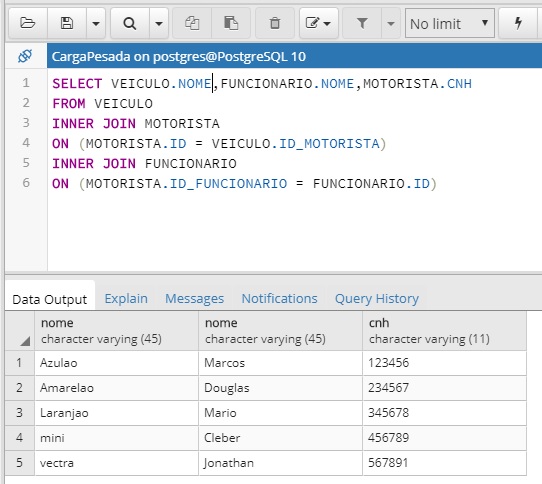 No limit
CargaPesada on postgres@PostgreSQL 10
1 SELECT VEICULO.NOME,FUNCIONARIO.NOME,MOTORISTA.CNH
2 FROM VEICULO
3 INNER JOIN MOTORISTA
4 ON (MOTORISTA.ID = VEICULO.ID_MOTORISTA)
5 INNER JOIN FUNCIONARIO
6 ON (MOTORISTA.ID_FUNCIONARIO = FUNCIONARIO.ID)
Data Output Explain Messages Notifications Query History
nome nome cnh
character varying (45) character varying (45) character varying (11)
1 Azulao Marcos 123456
2 Amarelao Douglas 234567
3 Laranjao Mario 345678
4 mini Cleber 456789
5 vectra Jonathan 567891